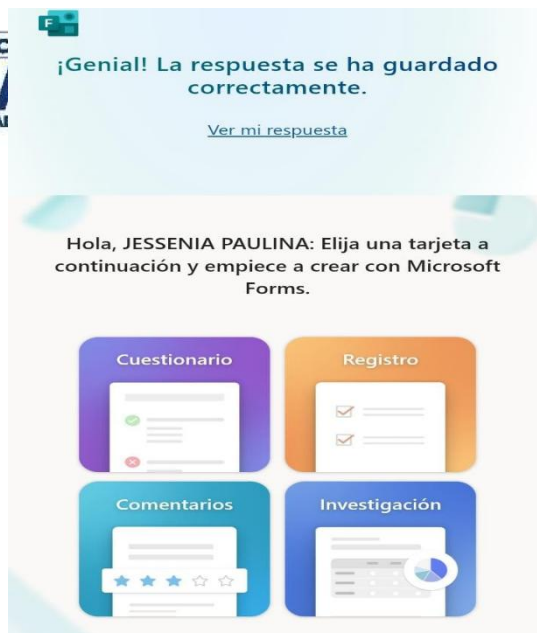 ¡Genial! La respuesta se ha guardado
correctamente.
Ver mi respuesta
Hola, JESSENIA PAULINA: Elija una tarjeta a
continuación y empiece a crear con Microsoft
Forms.
Cuestionario
Registro
Comentarios
Investigación